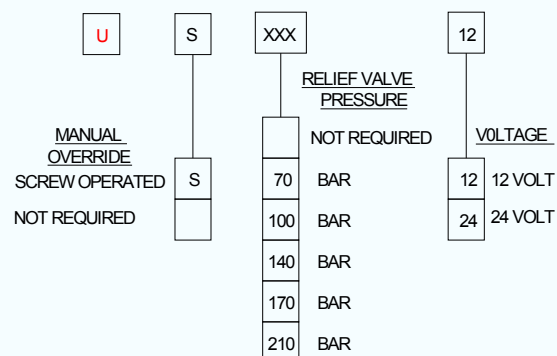 U S XXX 12
RELIEF VALVE
PRESSURE
NOT REQUIRED
MANUAL
OVERRIDE
V0LTAGE
SCREW OPERATED S 70 BAR 12 12 VOLT
NOT REQUIRED 100 BAR 24 24 VOLT
140 BAR
170 BAR
210 BAR